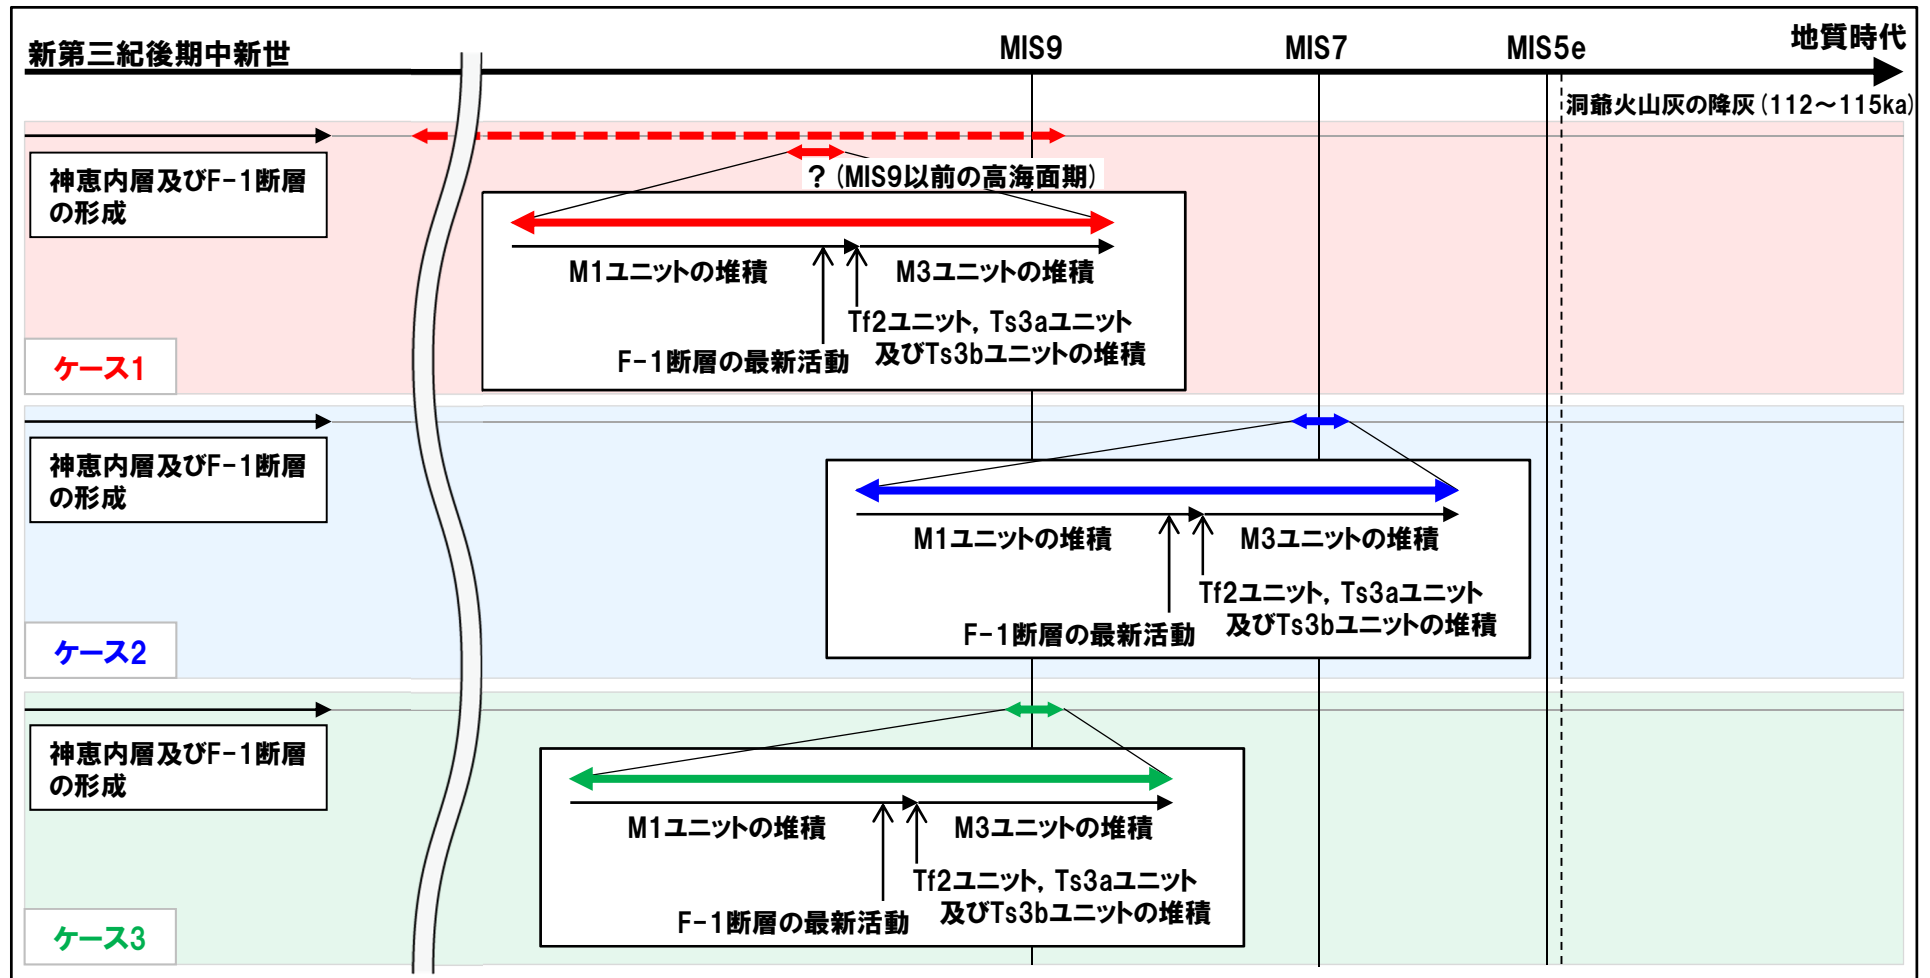 新第三紀後期中新世
MIS9
MIS7
MIS5e
地質時代
洞爺火山灰の降灰(112～115ka)
神恵内層及びF-1断層
の形成
？(MIS9以前の高海面期)
M1ユニットの堆積
M3ユニットの堆積
Tf2ユニット, Ts3aユニット
及びTs3bユニットの堆積
F-1断層の最新活動
ケース1
神恵内層及びF-1断層
の形成
M1ユニットの堆積
M3ユニットの堆積
Tf2ユニット, Ts3aユニット
及びTs3bユニットの堆積
F-1断層の最新活動
ケース2
神恵内層及びF-1断層
の形成
M1ユニットの堆積
M3ユニットの堆積
Tf2ユニット, Ts3aユニット
及びTs3bユニットの堆積
F-1断層の最新活動
ケース3